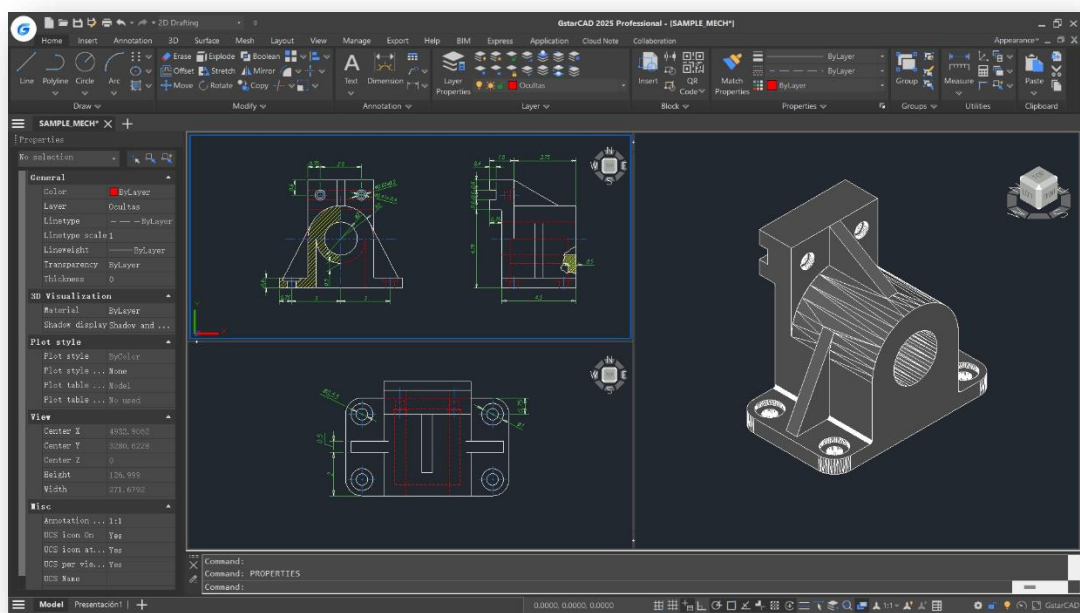 2D Drafting
GstarCAD 2025 Professional - [SAMPLE_MECH*]
Home Insert Annotation 3D Surface Mesh Layout View Manage Export Help BIM Express Application Cloud Note Collaboration
Appearance
Line Polyline Circle Arc
Erase Explode Boolean
Offset Stretch Mirror
Move Rotate Copy
Text Dimension
Layer Properties
Ocultas
Insert
QR Code
Match Properties
ByLayer
ByLayer
ByLayer
Group
Measure
Paste
Draw Modify Annotation Layer Block Properties Groups Utilities Clipboard
SAMPLE_MECH*
Properties
No selection
General
Color ByLayer
Layer Ocultas
Linetype ByLayer
Linetype scale 1
Lineweight ByLayer
Transparency ByLayer
Thickness 0
3D Visualization
Material ByLayer
Shadow display Shadow and ...
Plot style
Plot style ByColor
Plot style ... None
Plot table ... Model
Plot table ... No used
View
Center X 4932.9062
Center Y 3280.6228
Center Z 0
Height 126.999
Width 271.6792
Misc
Annotation ... 1:1
UCS icon On Yes
UCS icon at... Yes
UCS per vie... Yes
UCS Name
Command:
Command: PROPERTIES
Command:
Model Presentación1
0.0000, 0.0000, 0.0000
1:1
GstarCAD